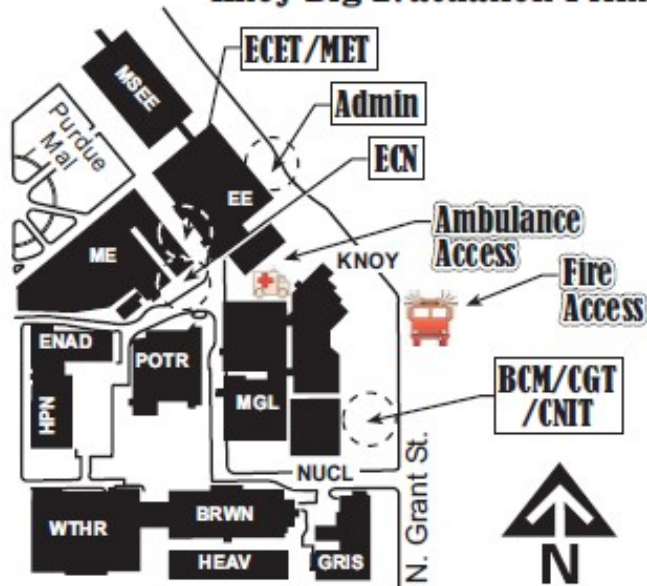 ECET/MET
MSEE
Admin
Purdue
Mal
ECN
EE
Ambulance
Access
ME
KNOY
Fire
Access
ENAD
POTR
BCM/CGT
/CNIT
HPN
MGL
NUCL
N. Grant St.
WTHR
BRWN
HEAV
GRIS
N